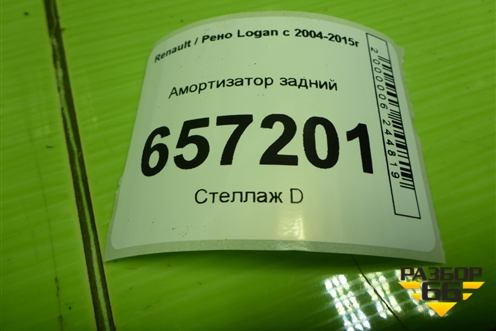 Renault / Рено Logan с 2004-2015г
Амортизатор задний
657201
Стеллаж D
2000006244819
РАЗБОР
66